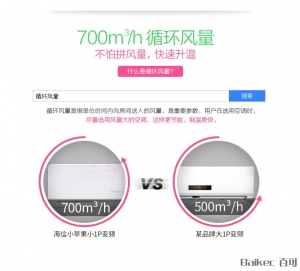 700m³/h 循环风量
不怕拼风量，快速升温
什么是循环风量？
循环风量
搜索
循环风量是指单位时间内向房间送入的风量，是重要参数，用户在选用空调时，
尽量选用风量大的空调，这样更节能，制温更快。
700m³/h
VS
500m³/h
海信小苹果小1P变频
某品牌大1P变频
Baikec 百可